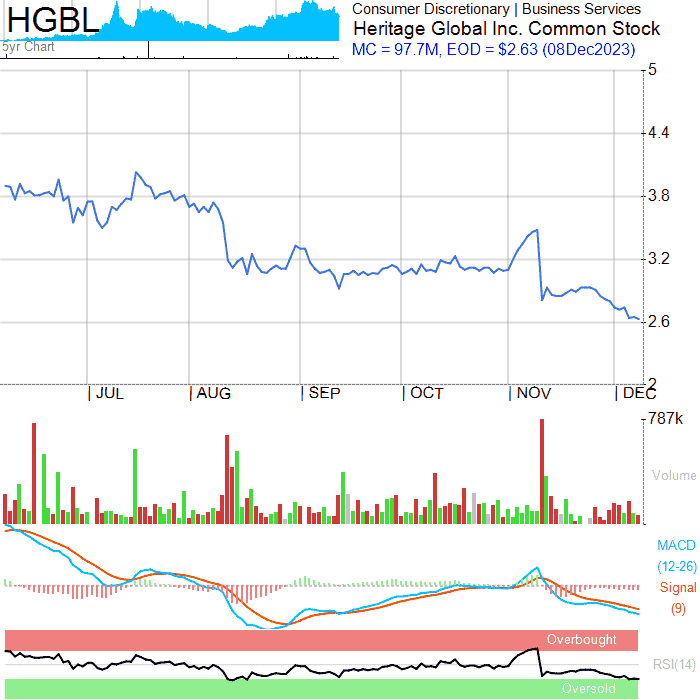 HGBL
5yr Chart
Consumer Discretionary | Business Services
Heritage Global Inc. Common Stock
MC = 97.7M, EOD = $2.63 (08Dec2023)
5
4.4
3.8
3.2
2.6
2
| JUL | AUG | SEP | OCT | NOV | DEC
787k
Volume
MACD
(12-26)
Signal
(9)
Overbought
RSI(14)
Oversold